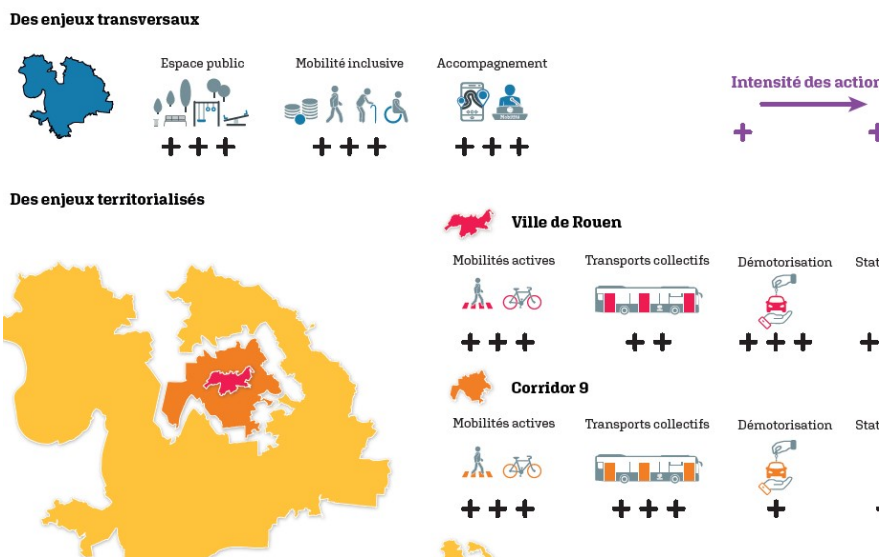 Des enjeux transversaux
Espace public
Mobilité inclusive
Accompagnement
Mobilité
Intensité des action
+ + +
+ + +
+ + +
+ +
Des enjeux territorialisés
Ville de Rouen
Mobilités actives
Transports collectifs
Démotorisation
Stat
+ + +
+ +
+ + +
+
Corridor 9
Mobilités actives
Transports collectifs
Démotorisation
Stat
+ + +
+ + +
+